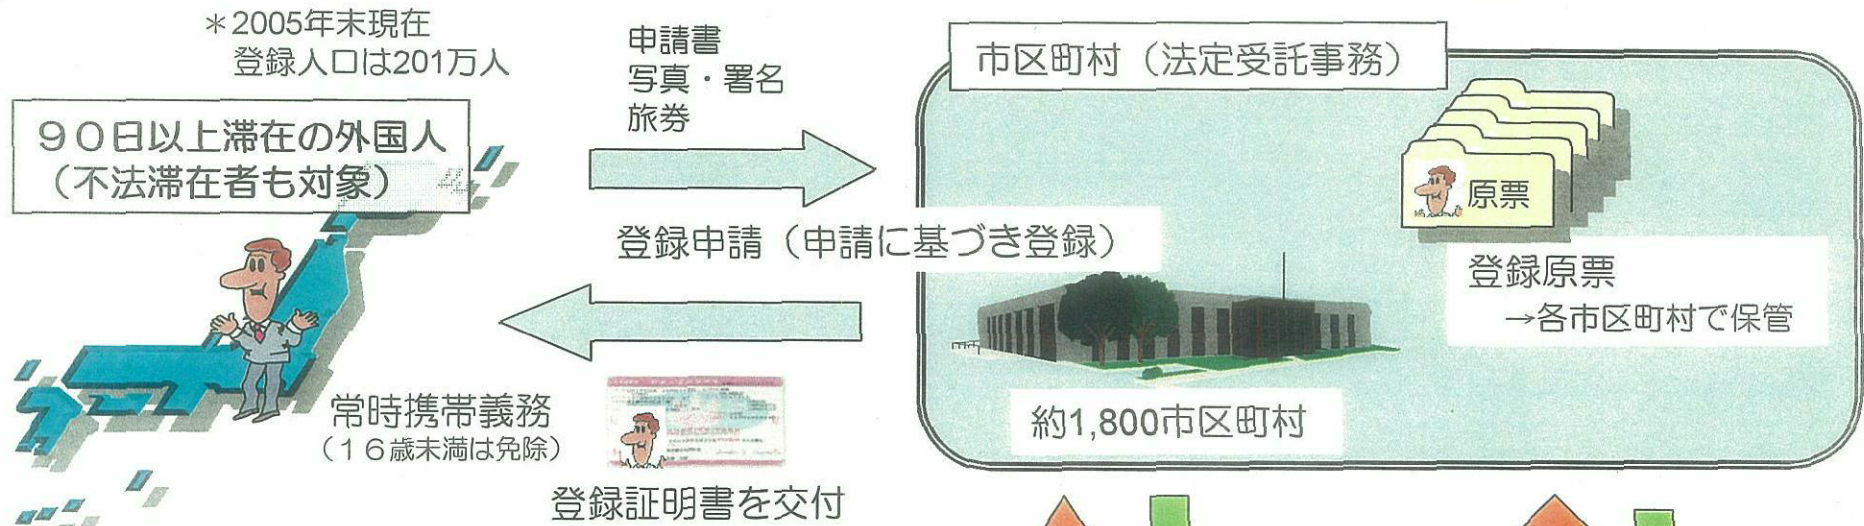 ＊2005年末現在
登録人口は201万人
９０日以上滞在の外国人
（不法滞在者も対象）
申請書
写真・署名
旅券
登録申請（申請に基づき登録）
常時携帯義務
（１６歳未満は免除）
登録証明書を交付
市区町村（法定受託事務）
原票
登録原票
→各市区町村で保管
約1,800市区町村